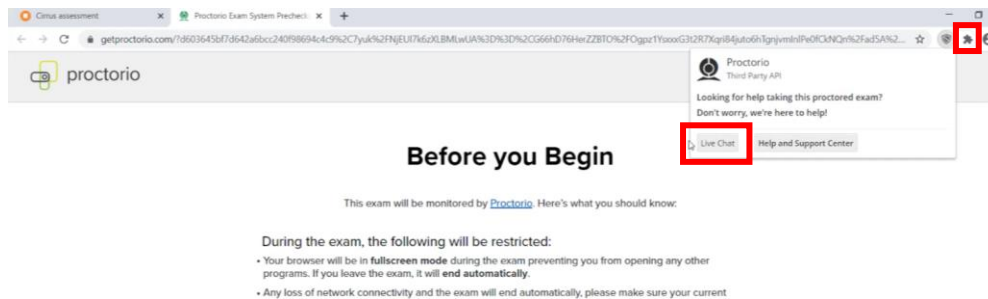 Cirrus assessment
Proctorio Exam System Precheck
proctorio
Proctorio
Third Party API
Looking for help taking this proctored exam?
Don't worry, we're here to help!
Live Chat
Help and Support Center
Before you Begin
This exam will be monitored by Proctorio. Here's what you should know:
During the exam, the following will be restricted:
• Your browser will be in fullscreen mode during the exam preventing you from opening any other
programs. If you leave the exam, it will end automatically.
• Any loss of network connectivity and the exam will end automatically, please make sure your current